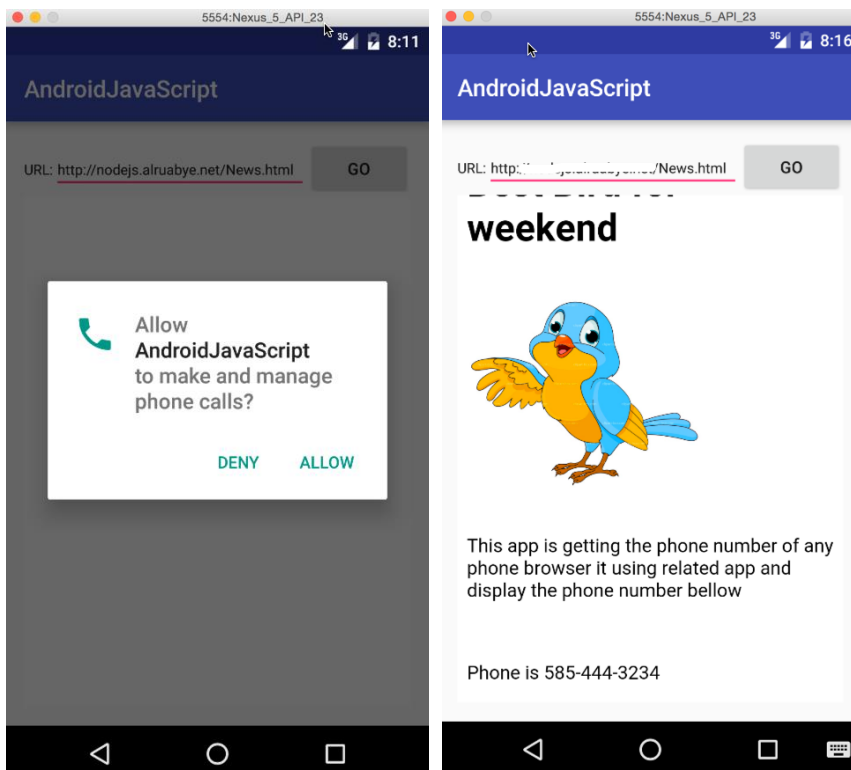 5554:Nexus_5_API_23
3G 8:11
AndroidJavaScript
URL: http://nodejs.alruabye.net/News.html GO
Allow
AndroidJavaScript
to make and manage
phone calls?
DENY ALLOW
5554:Nexus_5_API_23
3G 8:16
AndroidJavaScript
URL: http: /News.html GO
weekend
This app is getting the phone number of any
phone browser it using related app and
display the phone number bellow
Phone is 585-444-3234